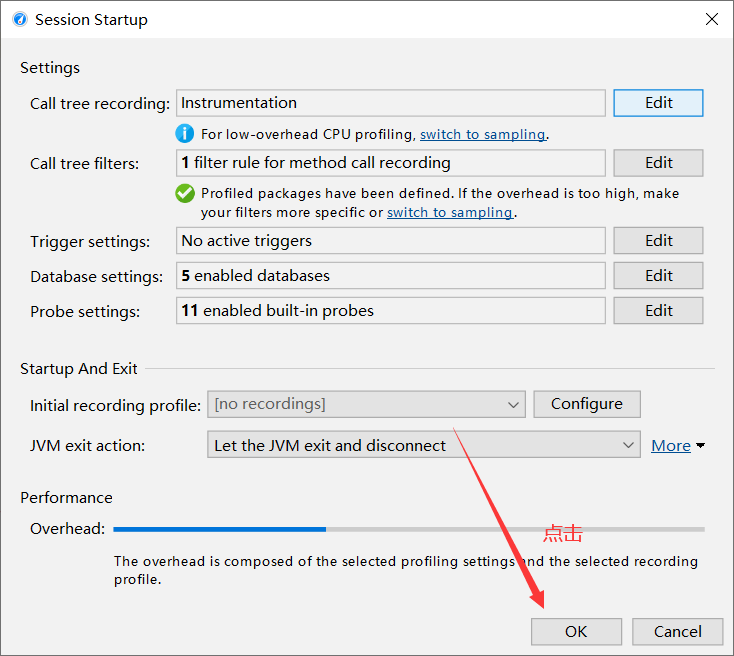 Session Startup
Settings
Call tree recording: Instrumentation Edit
For low-overhead CPU profiling, switch to sampling.
Call tree filters: 1 filter rule for method call recording Edit
Profiled packages have been defined. If the overhead is too high, make
your filters more specific or switch to sampling.
Trigger settings: No active triggers Edit
Database settings: 5 enabled databases Edit
Probe settings: 11 enabled built-in probes Edit
Startup And Exit
Initial recording profile: [no recordings] Configure
JVM exit action: Let the JVM exit and disconnect More
Performance
Overhead:
点击
The overhead is composed of the selected profiling settings and the selected recording
profile.
OK Cancel